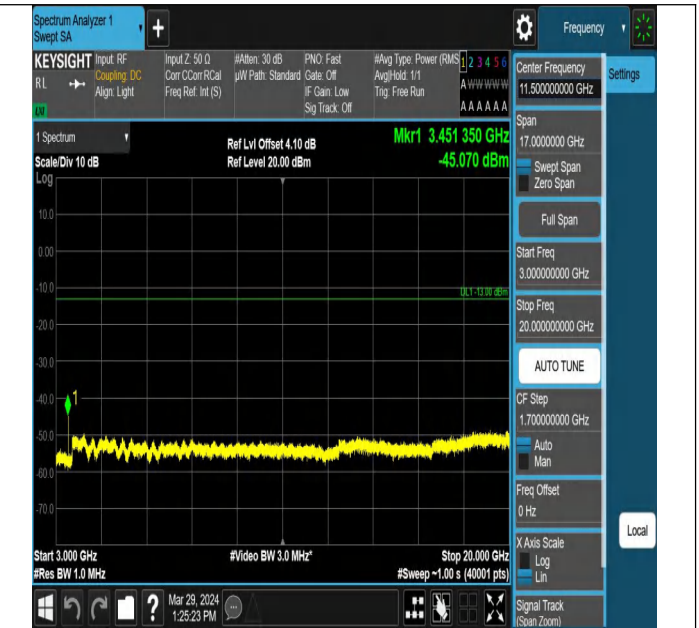 Spectrum Analyzer 1
Swept SA
+
Frequency
KEYSIGHT
RL
Input: RF
Coupling: DC
Align: Light
Input Z: 50 Ω
Corr CCorr RCal
Freq Ref: Int (S)
#Atten: 30 dB
µW Path: Standard
PNO: Fast
Gate: Off
IF Gain: Low
Sig Track: Off
#Avg Type: Power (RMS
Avg|Hold: 1/1
Trig: Free Run
1 2 3 4 5 6
A W W W W W
A A A A A A
1 Spectrum
Scale/Div 10 dB
Log
Ref Lvl Offset 4.10 dB
Ref Level 20.00 dBm
Mkr1 3.451 350 GHz
-45.070 dBm
10.0
0.00
-10.0
DL1 -13.00 dBm
-20.0
-30.0
-40.0
1
-50.0
-60.0
-70.0
Start 3.000 GHz
#Res BW 1.0 MHz
#Video BW 3.0 MHz*
Stop 20.000 GHz
#Sweep ~1.00 s (40001 pts)
?
Mar 29, 2024
1:25:23 PM
Center Frequency
11.500000000 GHz
Settings
Span
17.0000000 GHz
Swept Span
Zero Span
Full Span
Start Freq
3.000000000 GHz
Stop Freq
20.000000000 GHz
AUTO TUNE
CF Step
1.700000000 GHz
Auto
Man
Freq Offset
0 Hz
X Axis Scale
Log
Lin
Local
Signal Track
(Span Zoom)